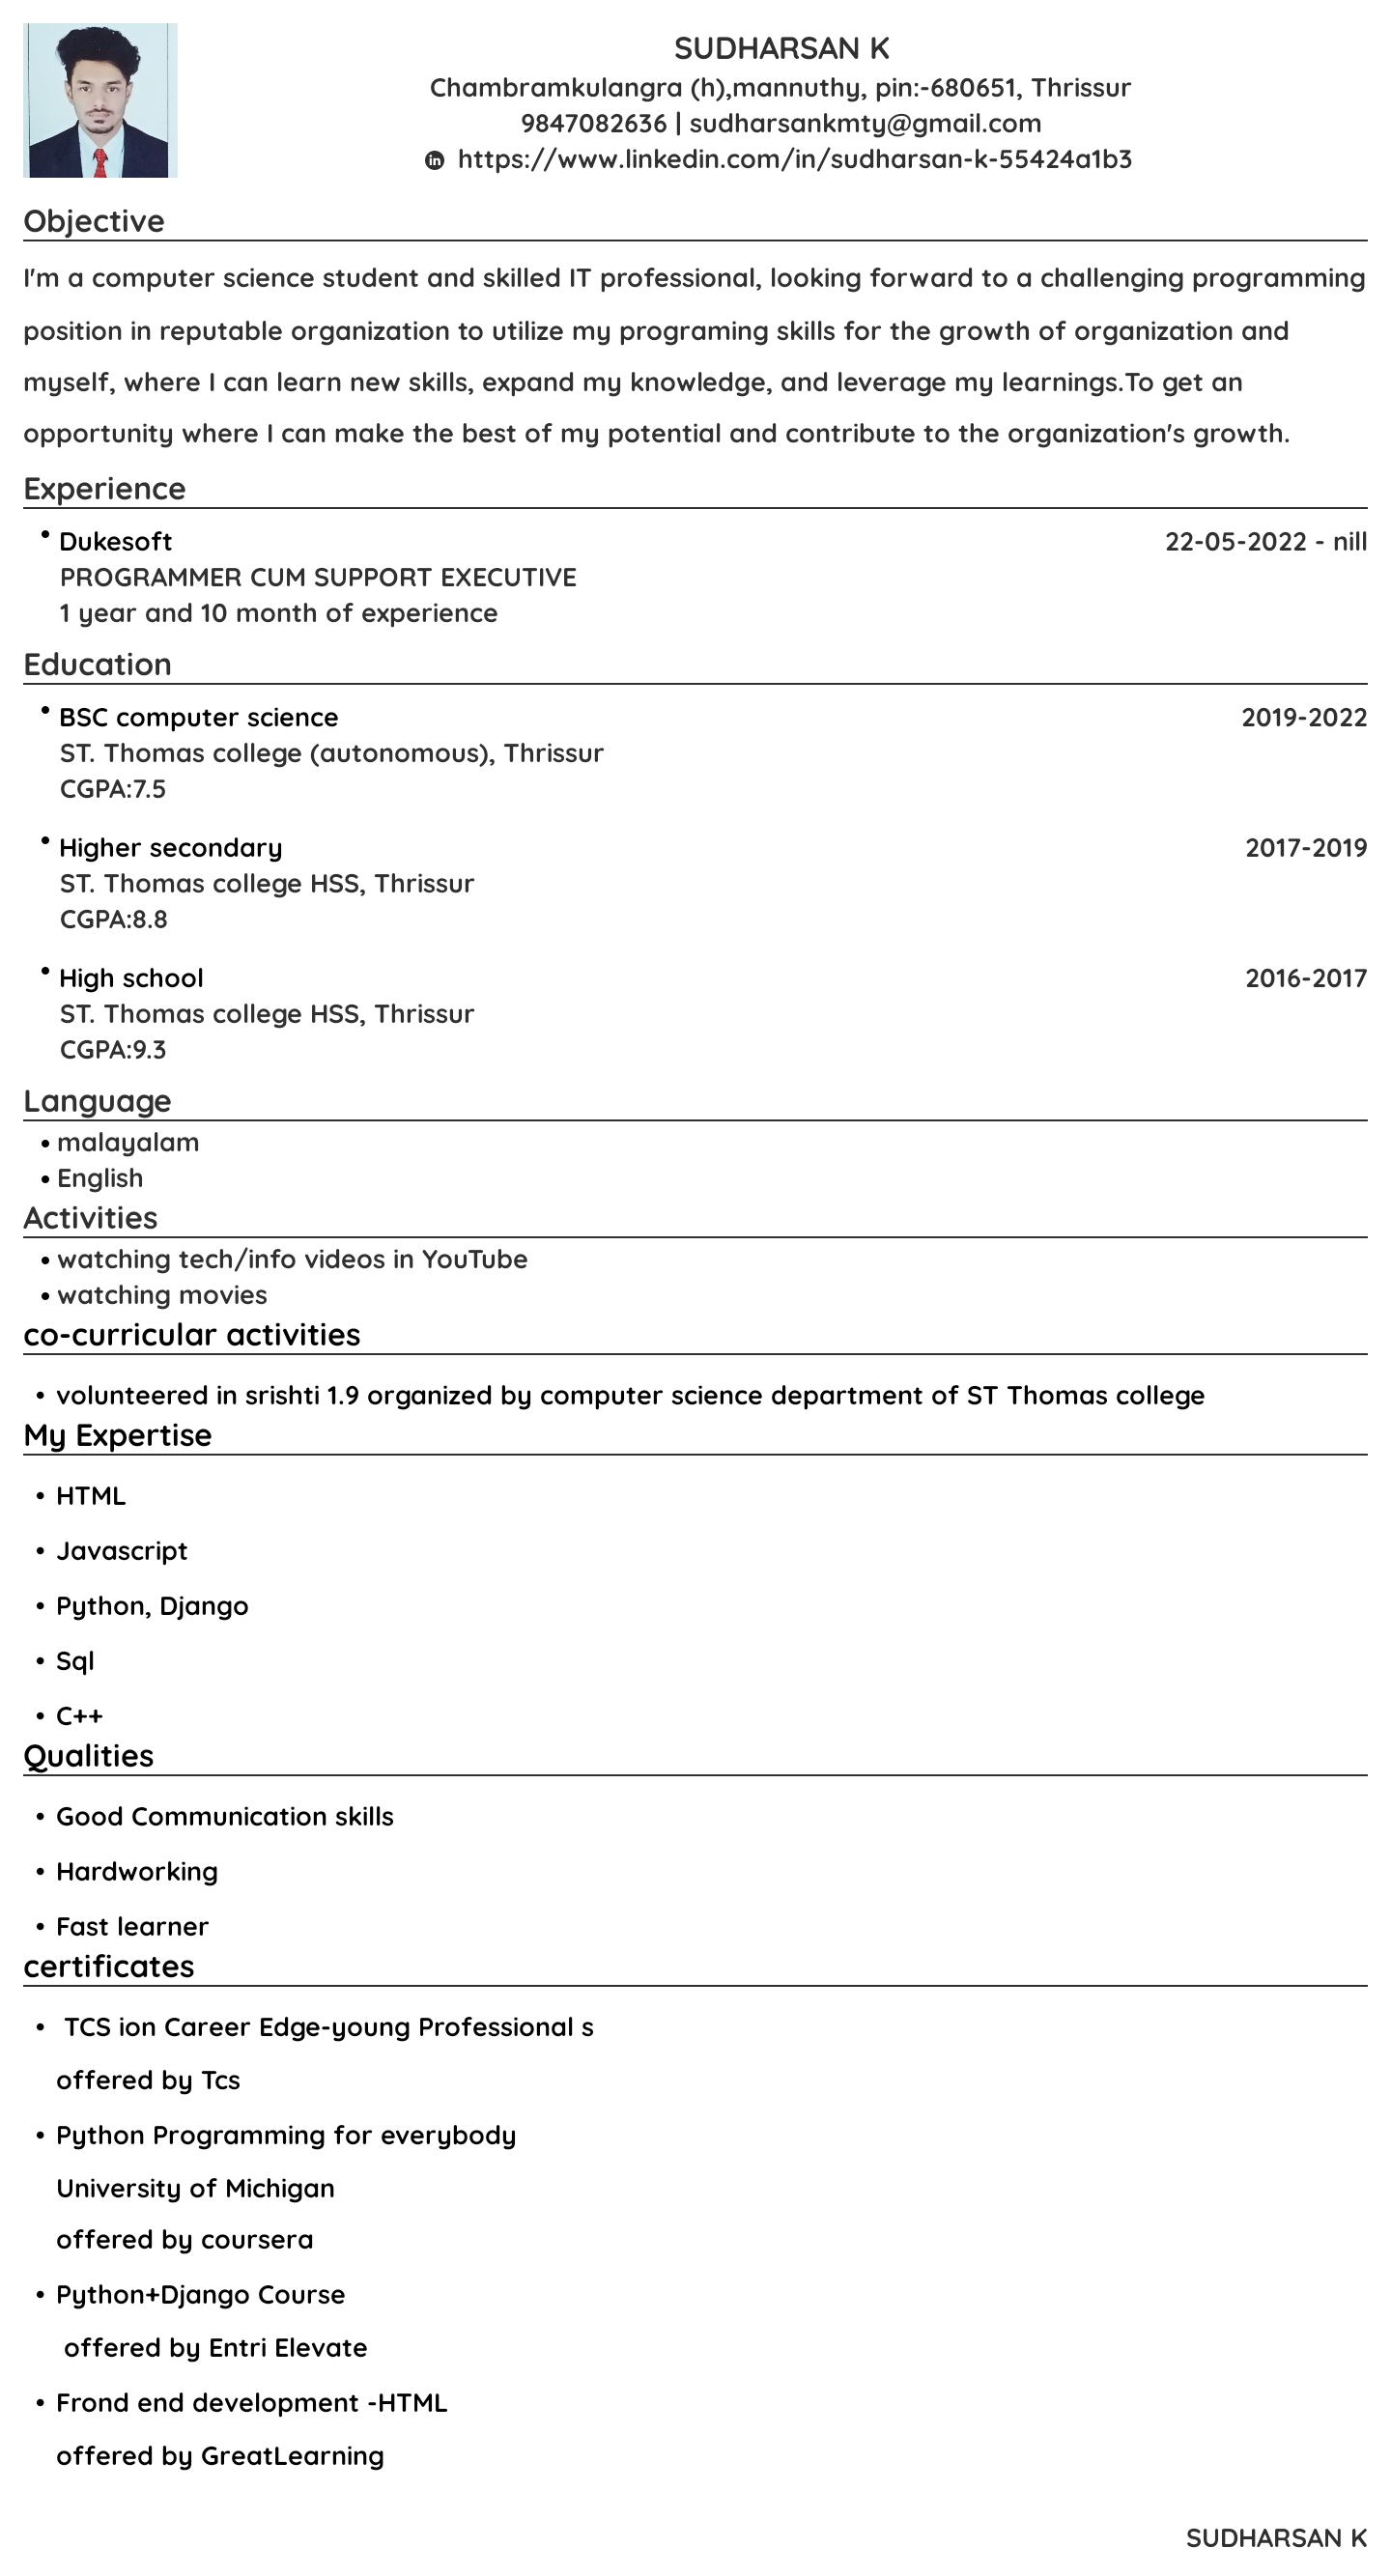 SUDHARSAN K
Chambramkulangra (h),mannuthy, pin:-680651, Thrissur
9847082636 | sudharsankmty@gmail.com
https://www.linkedin.com/in/sudharsan-k-55424a1b3
Objective
I'm a computer science student and skilled IT professional, looking forward to a challenging programming
position in reputable organization to utilize my programing skills for the growth of organization and
myself, where I can learn new skills, expand my knowledge, and leverage my learnings.To get an
opportunity where I can make the best of my potential and contribute to the organization's growth.
Experience
• Dukesoft 22-05-2022 - nill
PROGRAMMER CUM SUPPORT EXECUTIVE
1 year and 10 month of experience
Education
• BSC computer science 2019-2022
ST. Thomas college (autonomous), Thrissur
CGPA:7.5
• Higher secondary 2017-2019
ST. Thomas college HSS, Thrissur
CGPA:8.8
• High school 2016-2017
ST. Thomas college HSS, Thrissur
CGPA:9.3
Language
• malayalam
• English
Activities
• watching tech/info videos in YouTube
• watching movies
co-curricular activities
• volunteered in srishti 1.9 organized by computer science department of ST Thomas college
My Expertise
• HTML
• Javascript
• Python, Django
• Sql
• C++
Qualities
• Good Communication skills
• Hardworking
• Fast learner
certificates
• TCS ion Career Edge-young Professional s
offered by Tcs
• Python Programming for everybody
University of Michigan
offered by coursera
• Python+Django Course
offered by Entri Elevate
• Frond end development -HTML
offered by GreatLearning
SUDHARSAN K